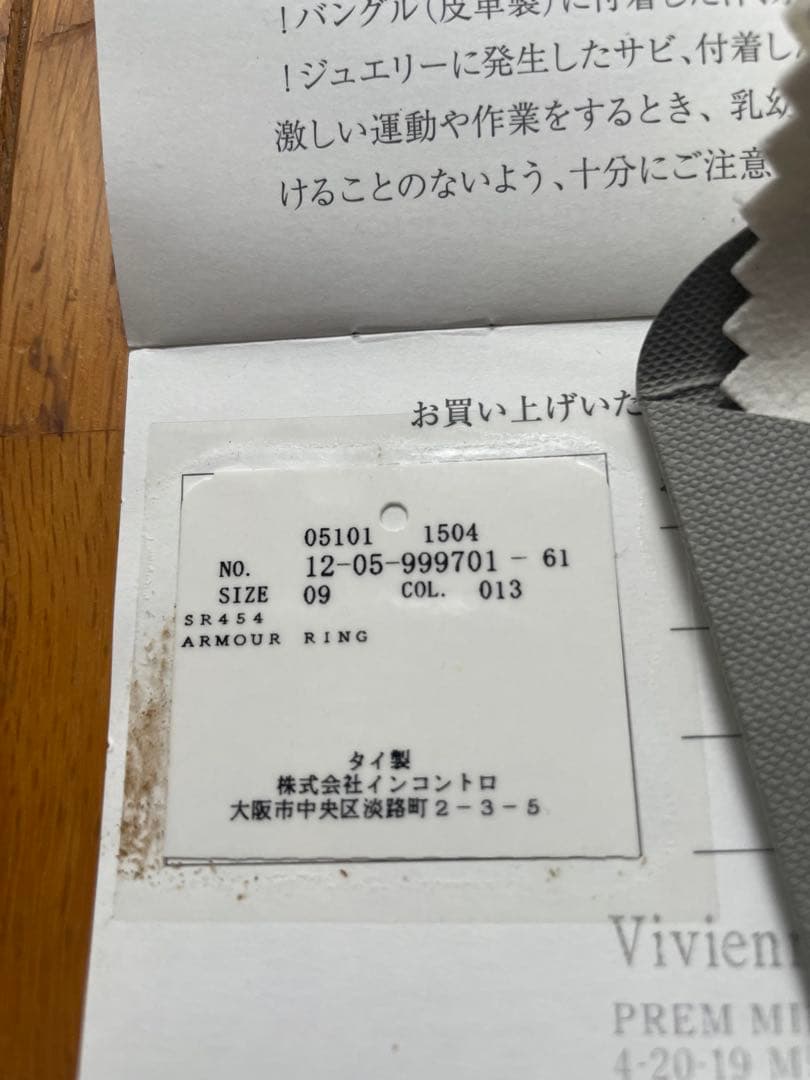 ！バングル（皮革製）に付着した
！ジュエリーに発生したサビ、付着し
激しい運動や作業をするとき、乳幼
けることのないよう、十分にご注意
お買い上げいた
05101 1504
NO. 12-05-999701 - 61
SIZE 09 COL. 013
SR454
ARMOUR RING
タイ製
株式会社インコントロ
大阪市中央区淡路町2-3-5
Vivien
PREM MI
4-20-19 M